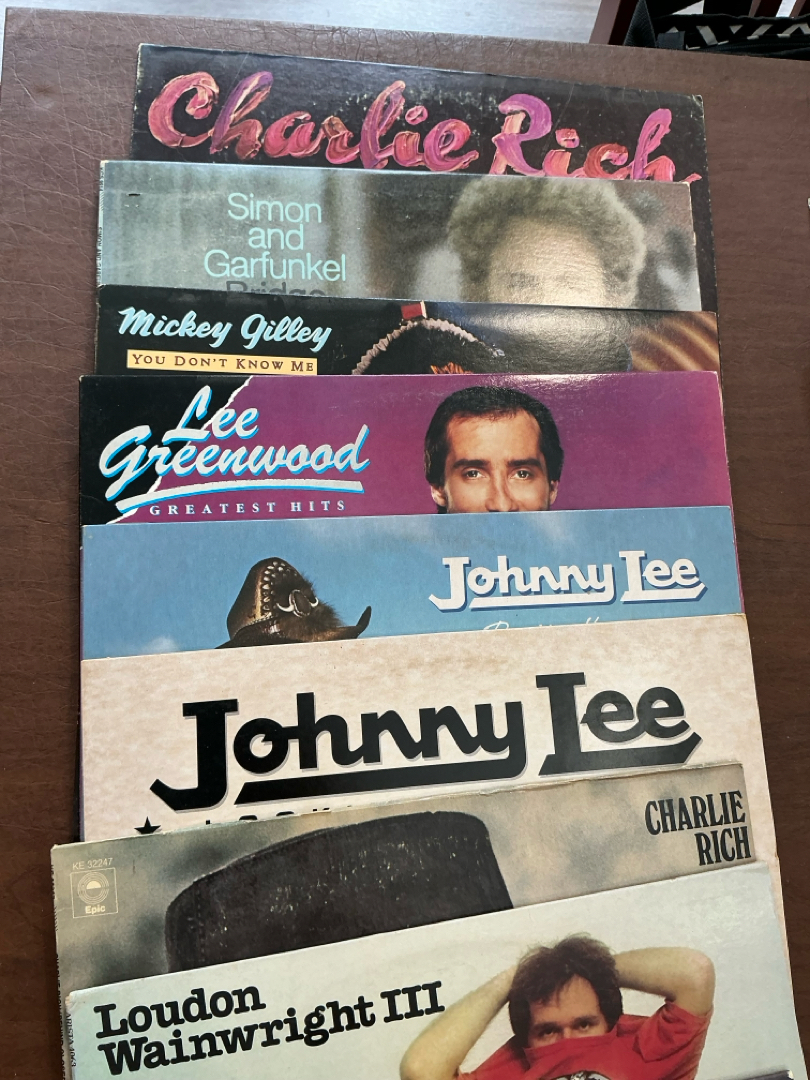 Charlie Rich
Simon
and
Garfunkel
Bridge
Mickey Gilley
YOU DON'T KNOW ME
Lee
Greenwood
GREATEST HITS
Johnny Lee
Johnny Lee
KE 32247
Epic
CHARLIE
RICH
Loudon
Wainwright III